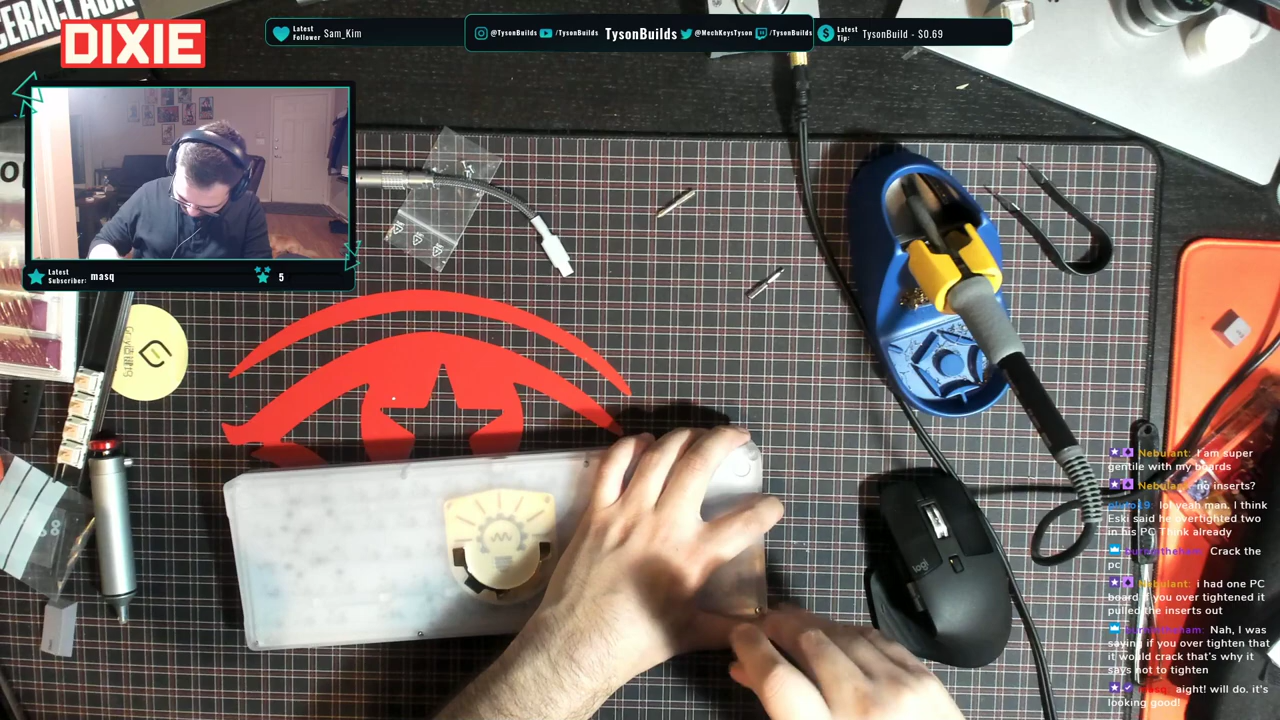 CERACLACK
DIXIE
Latest Follower Sam_Kim
@TysonBuilds /TysonBuilds TysonBuilds @MechKeysTyson /TysonBuilds
Latest Tip: TysonBuild - $0.69
Latest Subscriber: masq 5
logi
Nebulant: I am super
gentle with my boards
Nebulant: no inserts?
lol yeah man. I think
Eski said he overtighted two
in his PC Think already
Crack the
pc
Nebulant: i had one PC
board if you over tightened it
pulled the inserts out
Nah, I was
saying if you over tighten that
it would crack that's why it
says not to tighten
masq: aight! will do. it's
looking good!